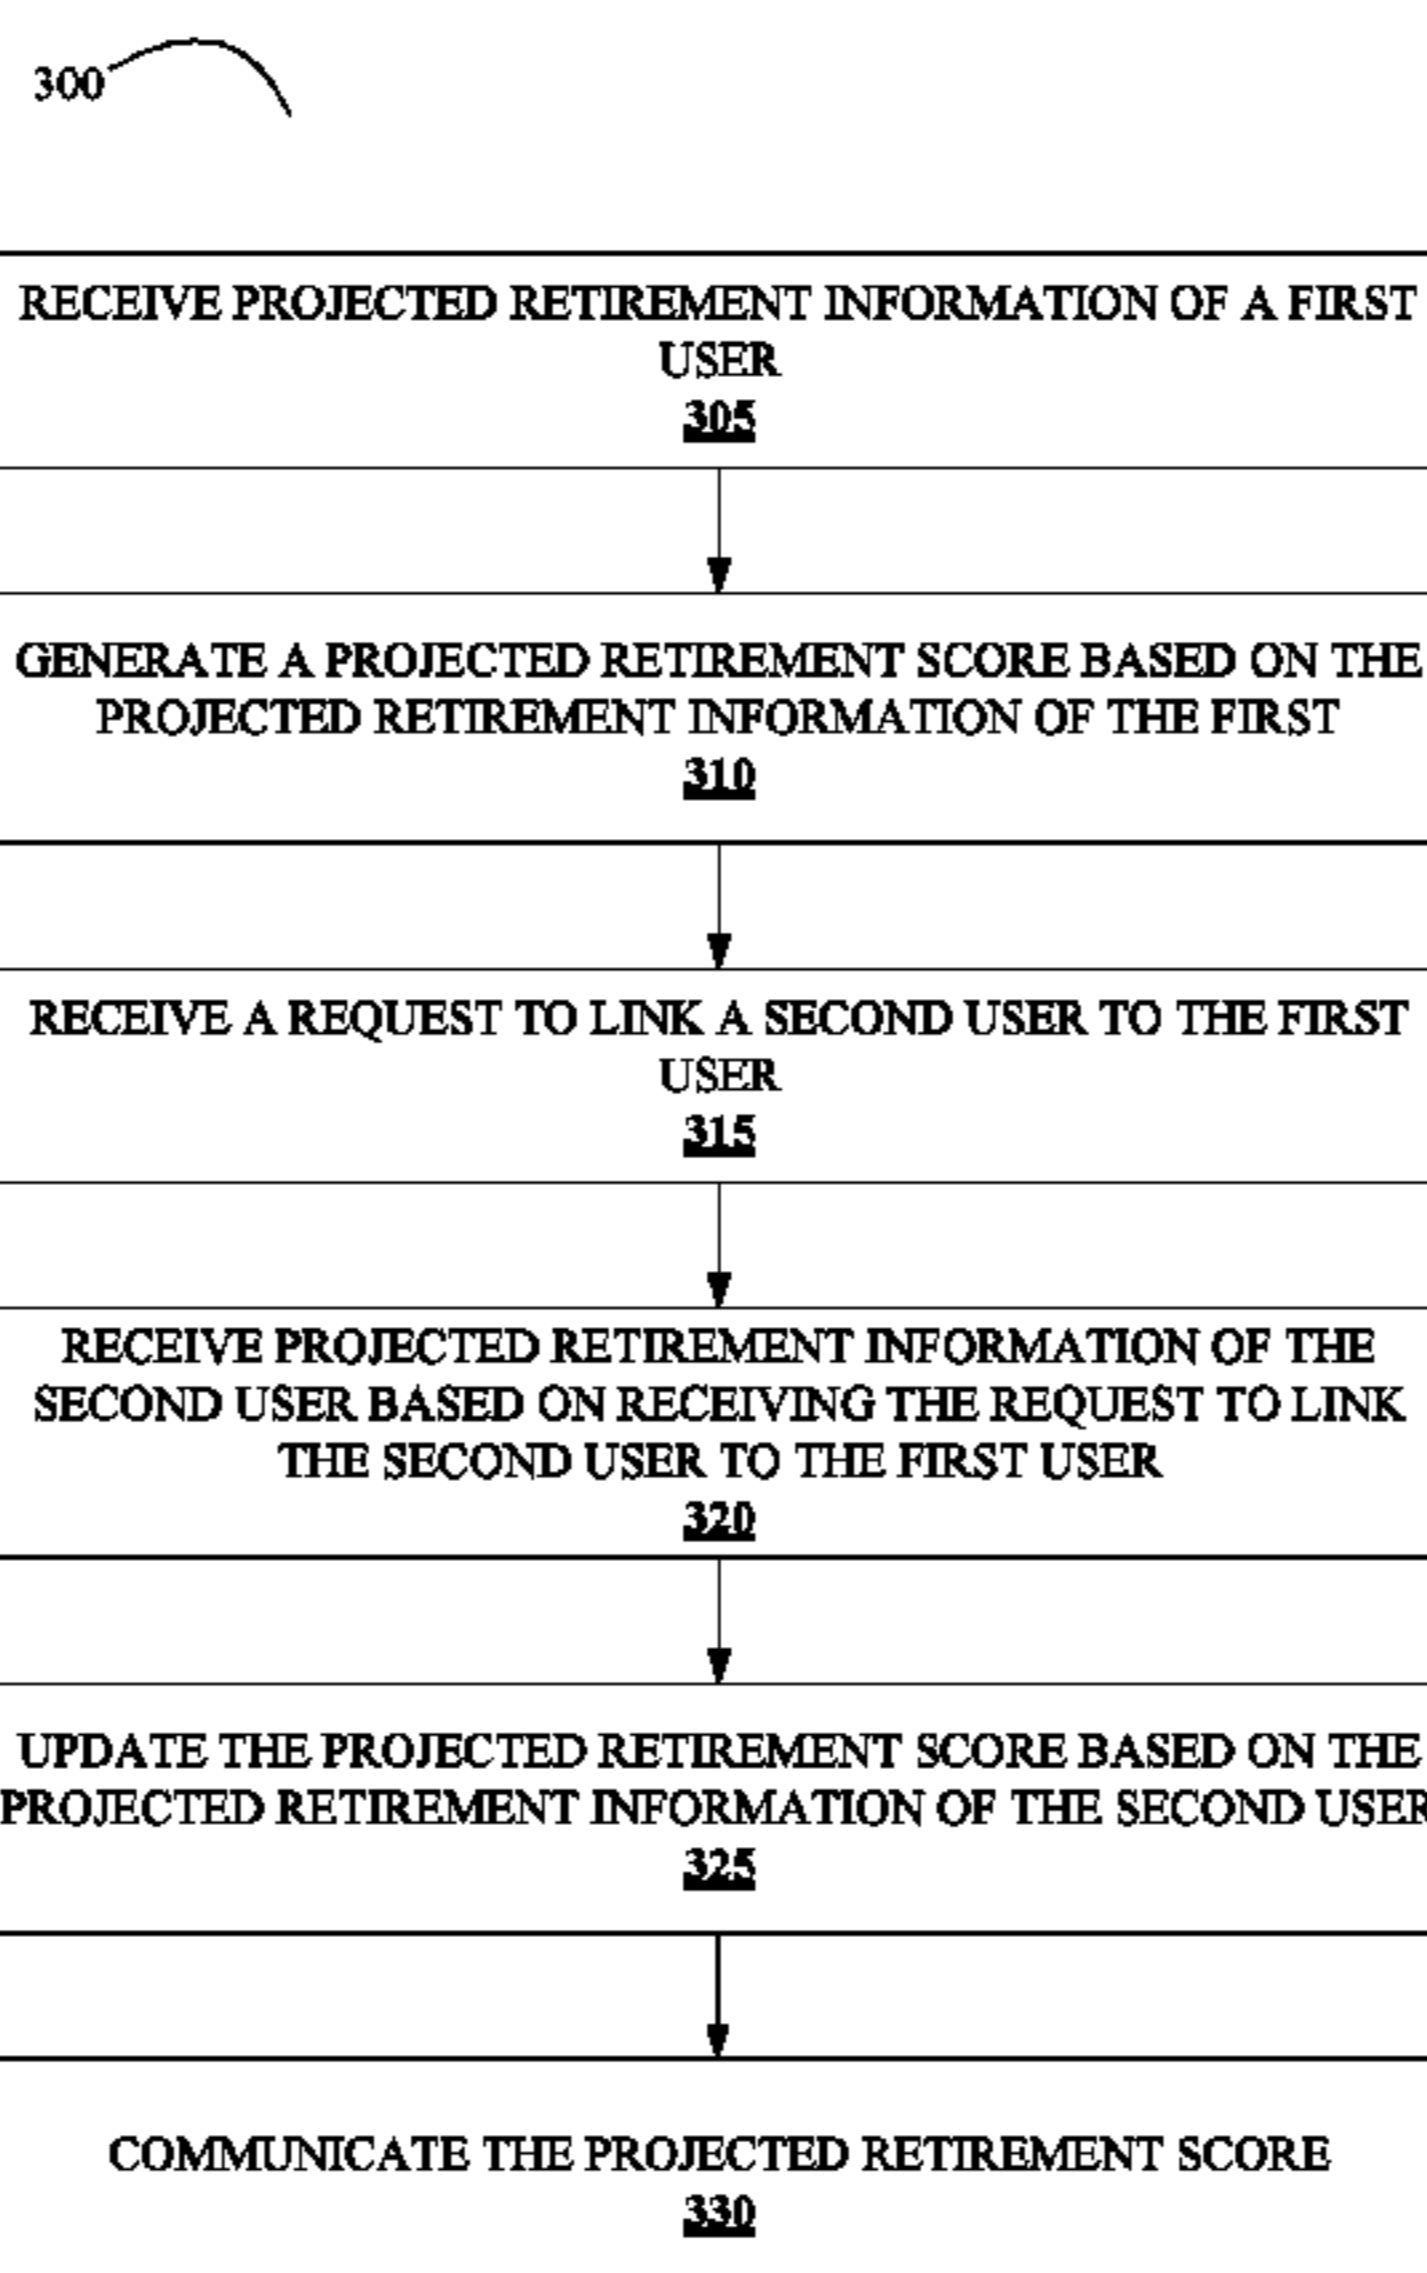 300
RECEIVE PROJECTED RETIREMENT INFORMATION OF A FIRST
USER
305
GENERATE A PROJECTED RETIREMENT SCORE BASED ON THE
PROJECTED RETIREMENT INFORMATION OF THE FIRST
310
RECEIVE A REQUEST TO LINK A SECOND USER TO THE FIRST
USER
315
RECEIVE PROJECTED RETIREMENT INFORMATION OF THE
SECOND USER BASED ON RECEIVING THE REQUEST TO LINK
THE SECOND USER TO THE FIRST USER
320
UPDATE THE PROJECTED RETIREMENT SCORE BASED ON THE
PROJECTED RETIREMENT INFORMATION OF THE SECOND USER
325
COMMUNICATE THE PROJECTED RETIREMENT SCORE
330